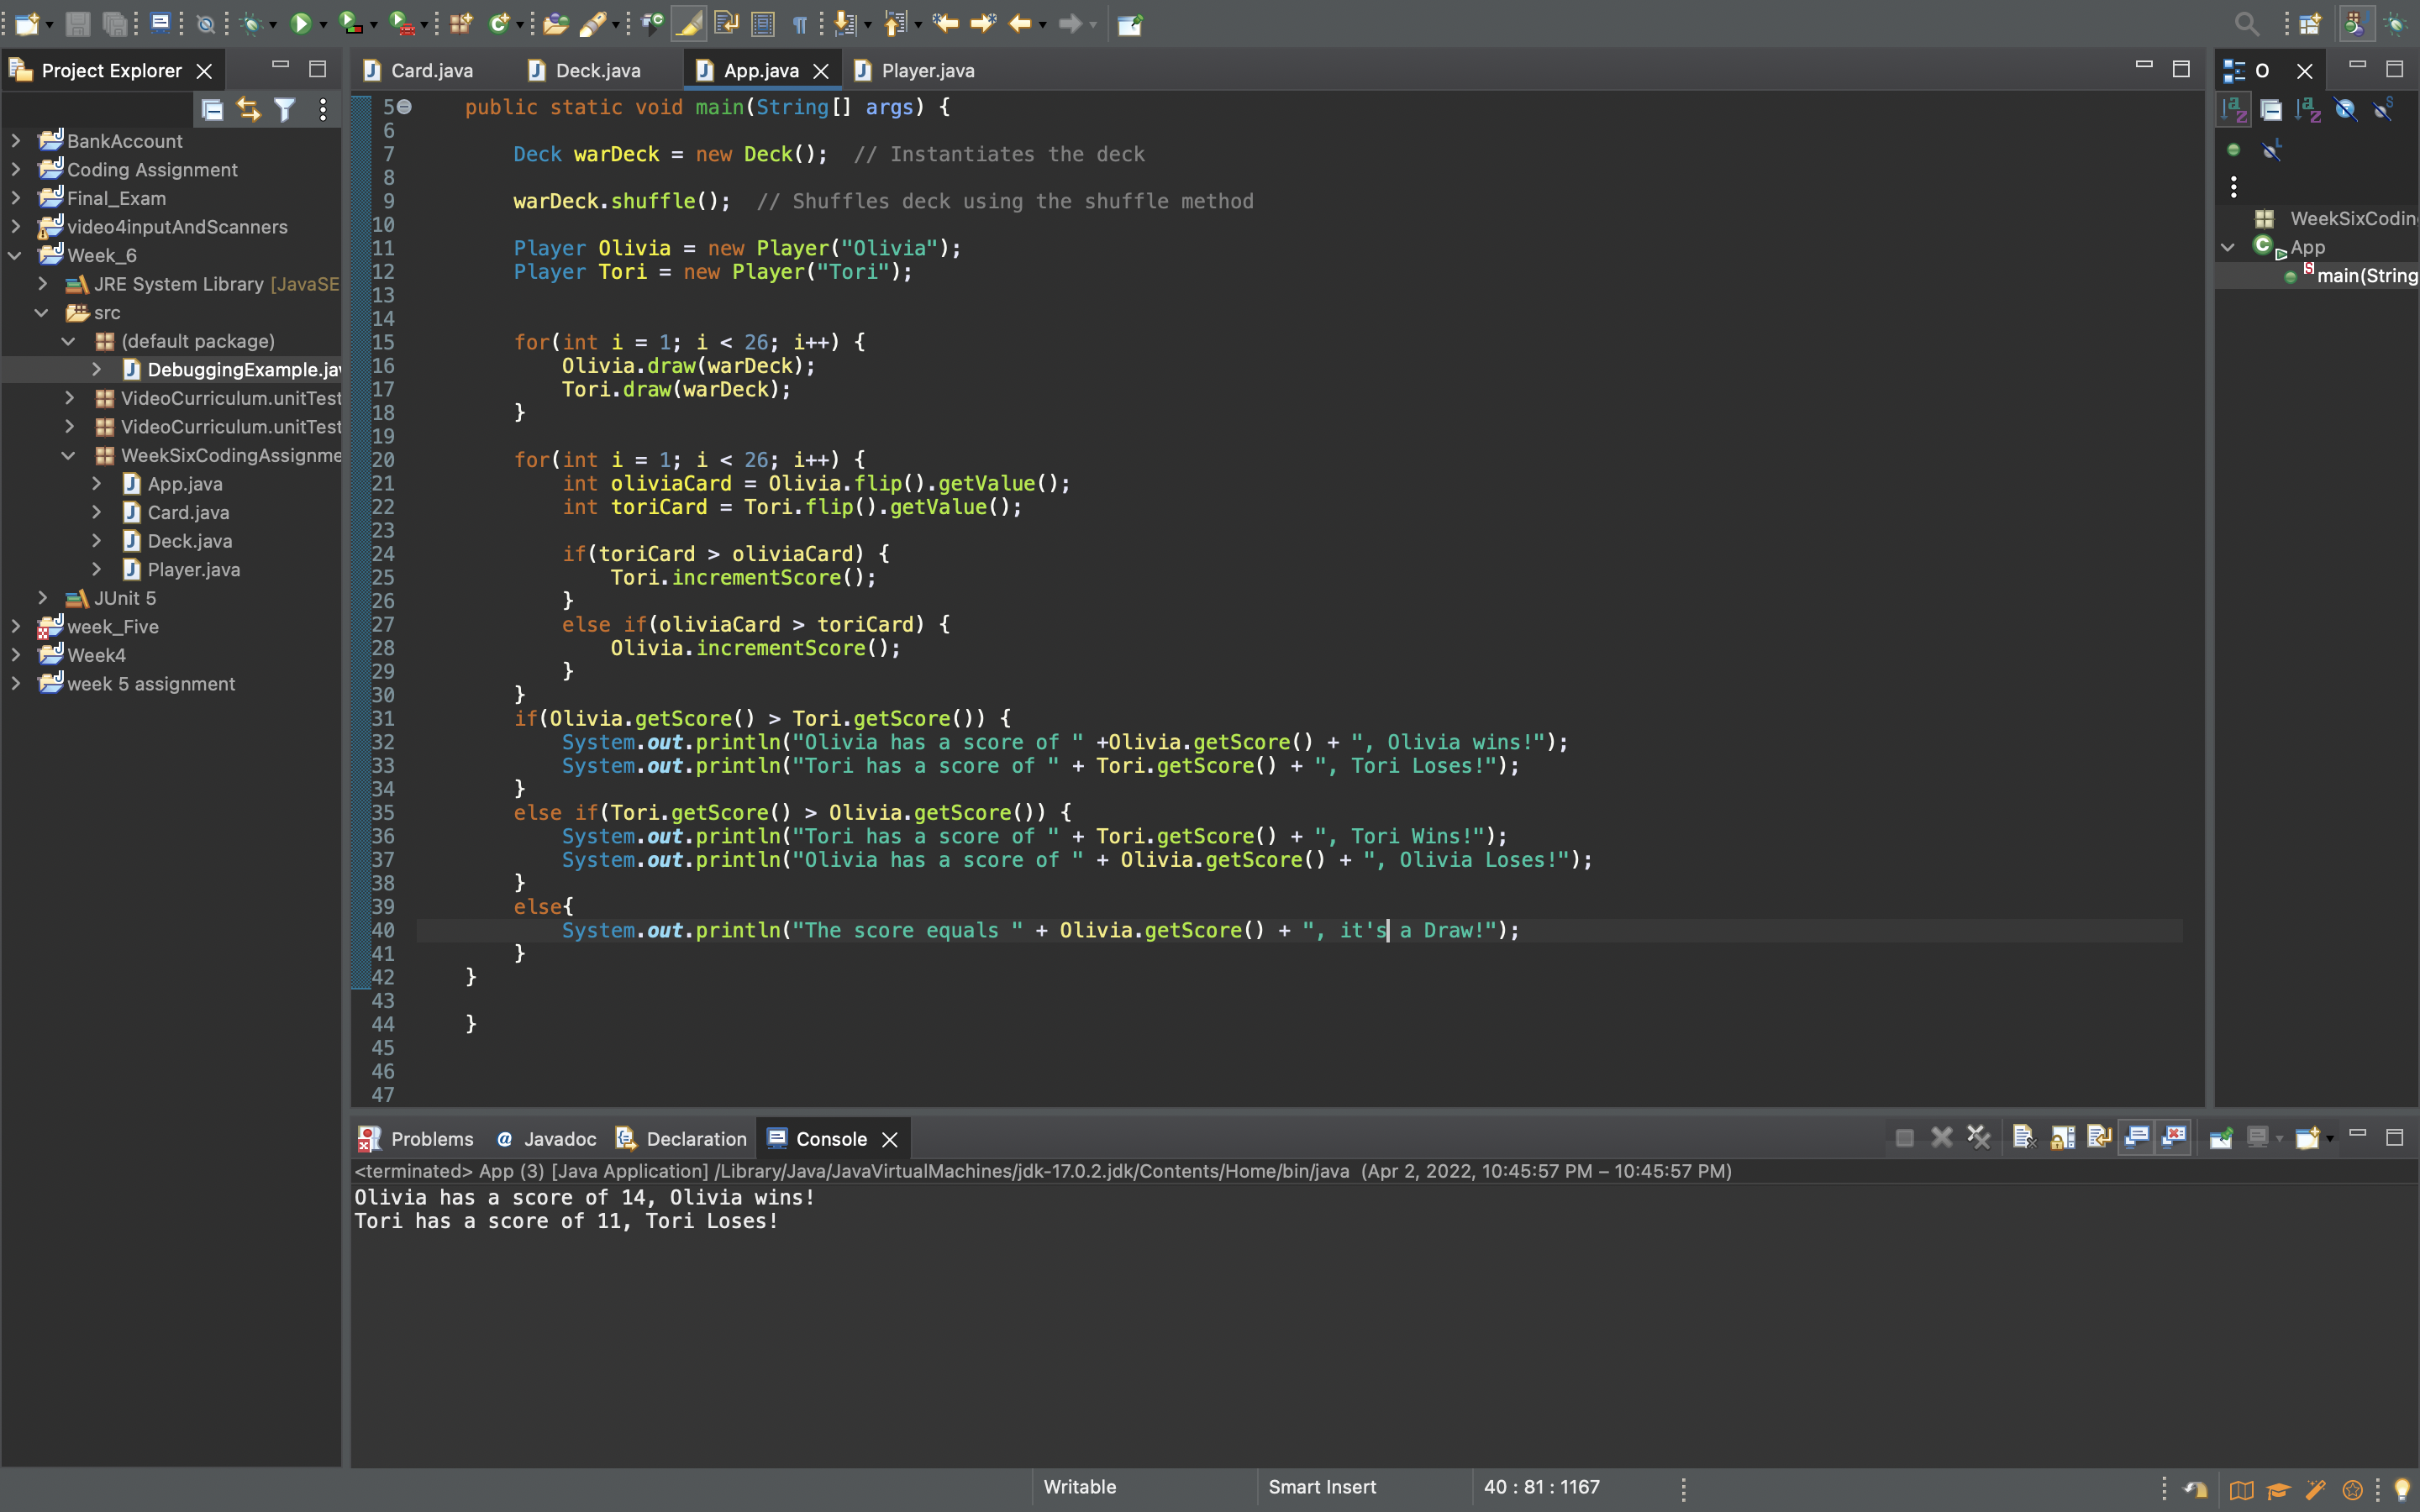 Project Explorer
BankAccount
Coding Assignment
Final_Exam
video4inputAndScanners
Week_6
JRE System Library [JavaSE
src
(default package)
DebuggingExample.jav
VideoCurriculum.unitTest
VideoCurriculum.unitTest
WeekSixCodingAssignme
App.java
Card.java
Deck.java
Player.java
JUnit 5
week_Five
Week4
week 5 assignment
Card.java Deck.java App.java Player.java
5 public static void main(String[] args) {
6
7 Deck warDeck = new Deck(); // Instantiates the deck
8
9 warDeck.shuffle(); // Shuffles deck using the shuffle method
10
11 Player Olivia = new Player("Olivia");
12 Player Tori = new Player("Tori");
13
14
15 for(int i = 1; i < 26; i++) {
16 Olivia.draw(warDeck);
17 Tori.draw(warDeck);
18 }
19
20 for(int i = 1; i < 26; i++) {
21 int oliviaCard = Olivia.flip().getValue();
22 int toriCard = Tori.flip().getValue();
23
24 if(toriCard > oliviaCard) {
25 Tori.incrementScore();
26 }
27 else if(oliviaCard > toriCard) {
28 Olivia.incrementScore();
29 }
30 }
31 if(Olivia.getScore() > Tori.getScore()) {
32 System.out.println("Olivia has a score of " +Olivia.getScore() + ", Olivia wins!");
33 System.out.println("Tori has a score of " + Tori.getScore() + ", Tori Loses!");
34 }
35 else if(Tori.getScore() > Olivia.getScore()) {
36 System.out.println("Tori has a score of " + Tori.getScore() + ", Tori Wins!");
37 System.out.println("Olivia has a score of " + Olivia.getScore() + ", Olivia Loses!");
38 }
39 else{
40 System.out.println("The score equals " + Olivia.getScore() + ", it's a Draw!");
41 }
42 }
43
44 }
45
46
47
O
WeekSixCodin
App
main(String
Problems Javadoc Declaration Console
<terminated> App (3) [Java Application] /Library/Java/JavaVirtualMachines/jdk-17.0.2.jdk/Contents/Home/bin/java (Apr 2, 2022, 10:45:57 PM – 10:45:57 PM)
Olivia has a score of 14, Olivia wins!
Tori has a score of 11, Tori Loses!
Writable Smart Insert 40 : 81 : 1167